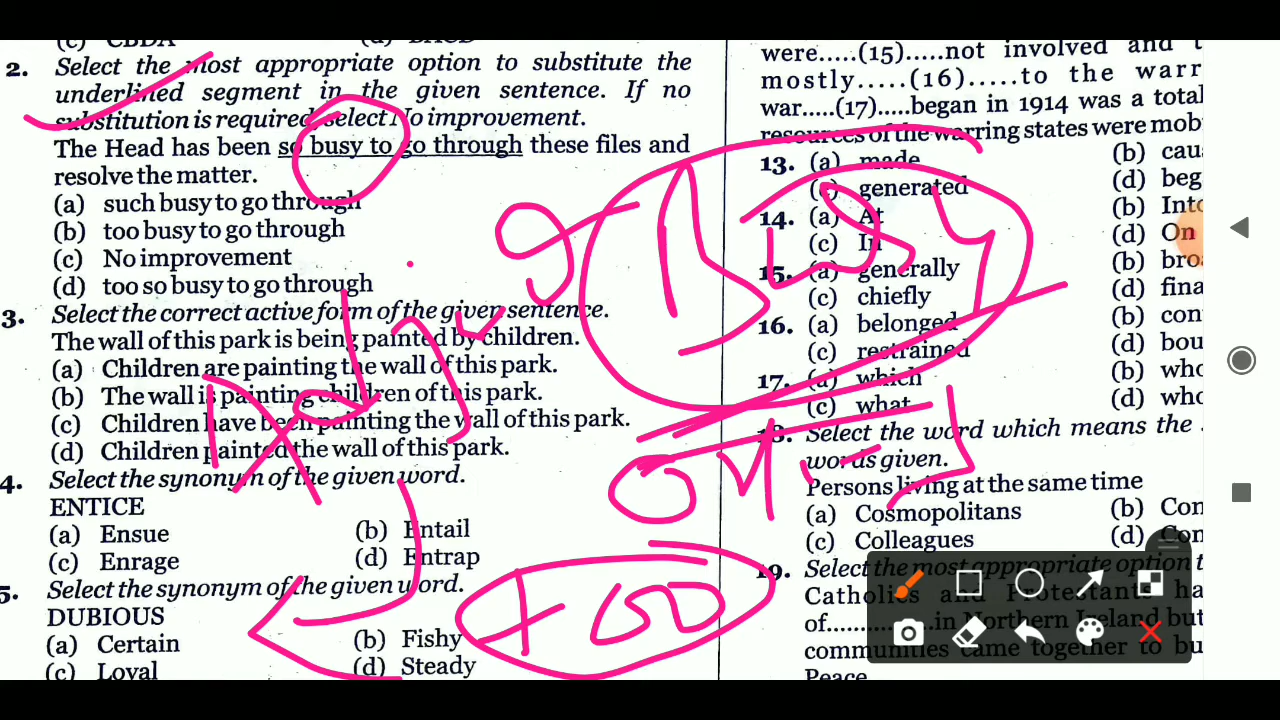 (c) CBDA (d) BACD
2. Select the most appropriate option to substitute the
underlined segment in the given sentence. If no
substitution is required, select No improvement.
The Head has been so busy to go through these files and
resolve the matter.
(a) such busy to go through
(b) too busy to go through
(c) No improvement
(d) too so busy to go through
3. Select the correct active form of the given sentence.
The wall of this park is being painted by children.
(a) Children are painting the wall of this park.
(b) The wall is painting children of this park.
(c) Children have been painting the wall of this park.
(d) Children painted the wall of this park.
4. Select the synonym of the given word.
ENTICE
(a) Ensue (b) Entail
(c) Enrage (d) Entrap
5. Select the synonym of the given word.
DUBIOUS
(a) Certain (b) Fishy
(c) Loyal (d) Steady
were.....(15).....not involved and t
mostly.....(16).....to the warr
war.....(17).....began in 1914 was a total
resources of the warring states were mob
13. (a) made (b) cau
(c) generated (d) beg
14. (a) At (b) Into
(c) In (d) On
15. (a) generally (b) bro
(c) chiefly (d) fina
16. (a) belonged (b) con
(c) restrained (d) bou
17. (a) which (b) who
(c) what (d) who
18. Select the word which means the
words given.
Persons living at the same time
(a) Cosmopolitans (b) Con
(c) Colleagues (d) Con
19. Select the most appropriate option t
Catholics and Protestants ha
of..............in Northern Ireland but
communities came together to bu
Peace
Busy
Adj
too